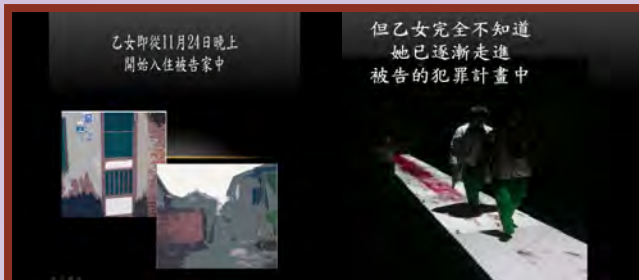 乙女即從11月24日晚上
開始入住被告家中
但乙女完全不知道
她已逐漸走進
被告的犯罪計畫中